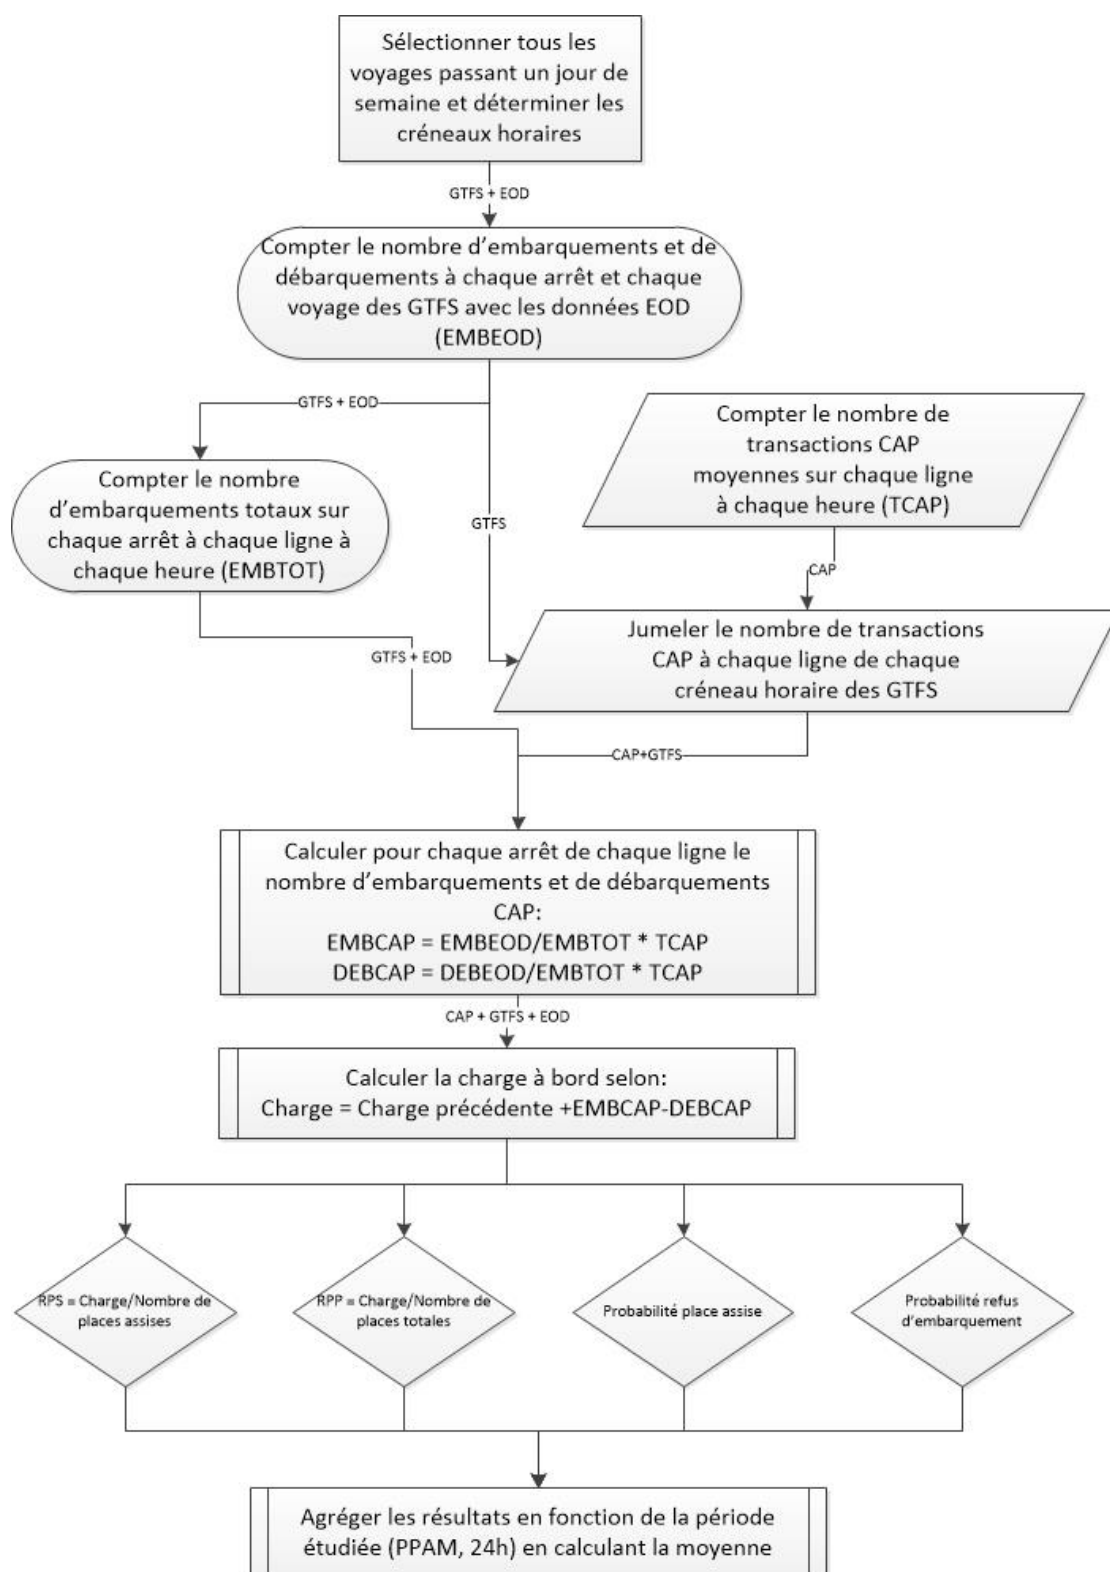 Sélectionner tous les
voyages passant un jour de
semaine et déterminer les
créneaux horaires
GTFS + EOD
Compter le nombre d'embarquements et de
débarquements à chaque arrêt et chaque
voyage des GTFS avec les données EOD
(EMBEOD)
GTFS + EOD
Compter le nombre de
transactions CAP
moyennes sur chaque ligne
à chaque heure (TCAP)
Compter le nombre
d'embarquements totaux sur
chaque arrêt à chaque ligne à
chaque heure (EMBTOT)
GTFS
CAP
Jumeler le nombre de transactions
CAP à chaque ligne de chaque
créneau horaire des GTFS
GTFS + EOD
CAP+GTFS
Calculer pour chaque arrêt de chaque ligne le
nombre d'embarquements et de débarquements
CAP:
EMBCAP = EMBEOD/EMBTOT * TCAP
DEBCAP = DEBEOD/EMBTOT * TCAP
CAP + GTFS + EOD
Calculer la charge à bord selon:
Charge = Charge précédente +EMBCAP-DEBCAP
RPS = Charge/Nombre de
places assises
RPP = Charge/Nombre de
places totales
Probabilité place assise
Probabilité refus
d'embarquement
Agréger les résultats en fonction de la période
étudiée (PPAM, 24h) en calculant la moyenne